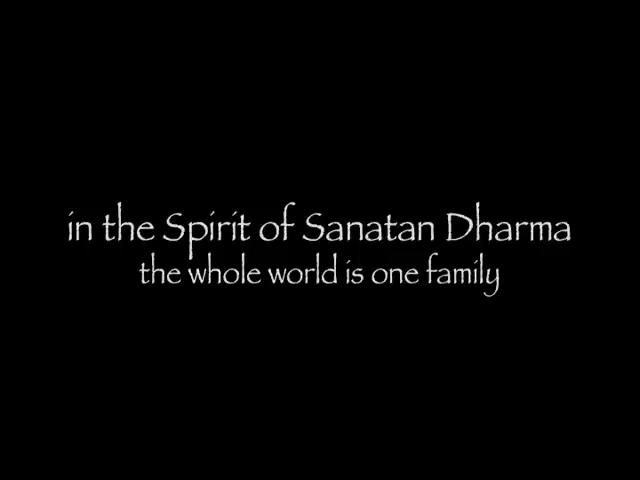 in the Spirit of Sanatan Dharma
the whole world is one family